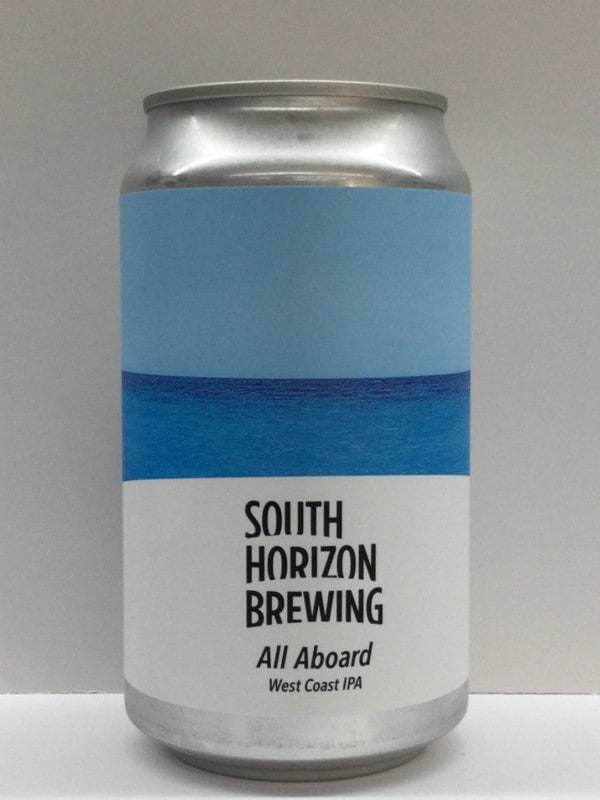 SOUTH
HORIZON
BREWING
All Aboard
West Coast IPA